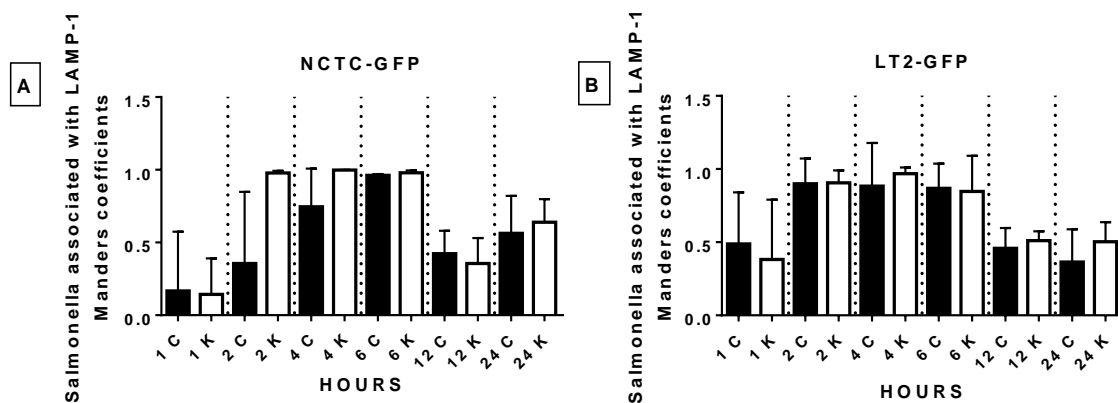 A
NCTC-GFP
Salmonella associated with LAMP-1
Manders coefficients
1.5
1.0
0.5
0.0
1 C
1 K
2 C
2 K
4 C
4 K
6 C
6 K
12 C
12 K
24 C
24 K
HOURS
B
LT2-GFP
Salmonella associated with LAMP-1
Manders coefficients
1.5
1.0
0.5
0.0
1 C
1 K
2 C
2 K
4 C
4 K
6 C
6 K
12 C
12 K
24 C
24 K
HOURS